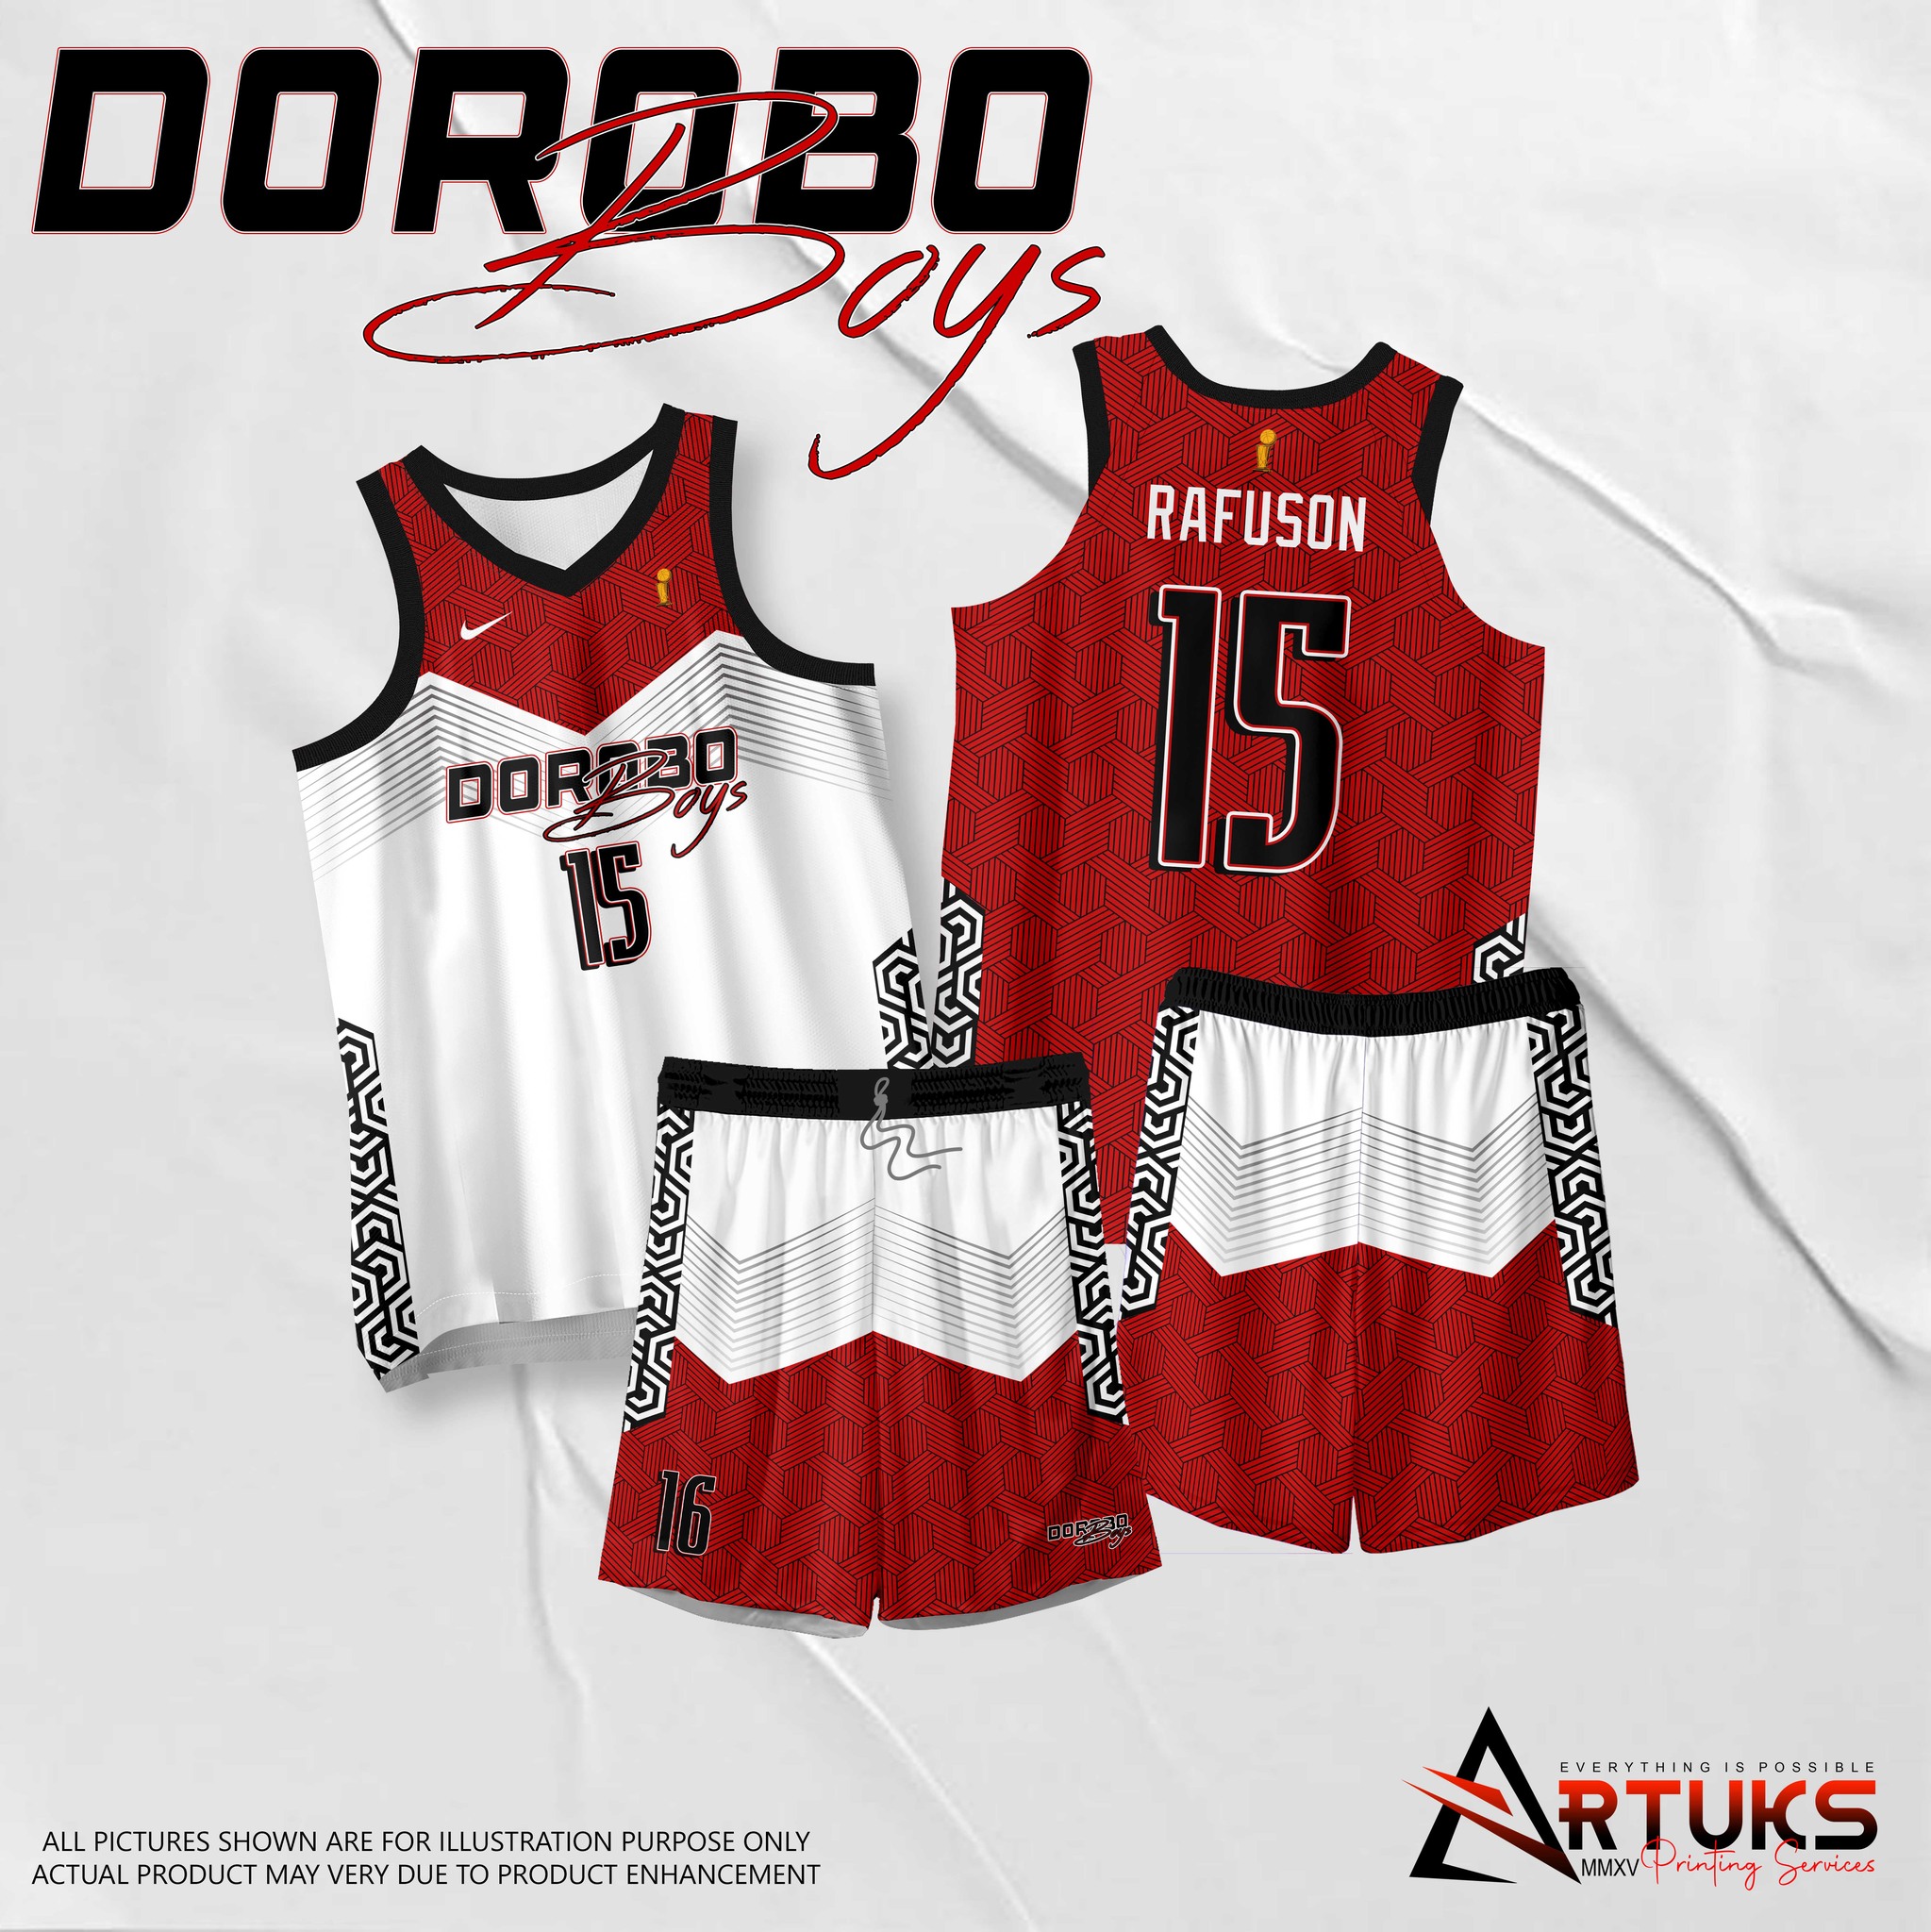 DOROBO
Boys
RAFUSON
15
DOROBO
Boys
15
16
DOROBO
Boys
EVERYTHING IS POSSIBLE
ARTUKS
MMXV Printing Services
ALL PICTURES SHOWN ARE FOR ILLUSTRATION PURPOSE ONLY
ACTUAL PRODUCT MAY VERY DUE TO PRODUCT ENHANCEMENT